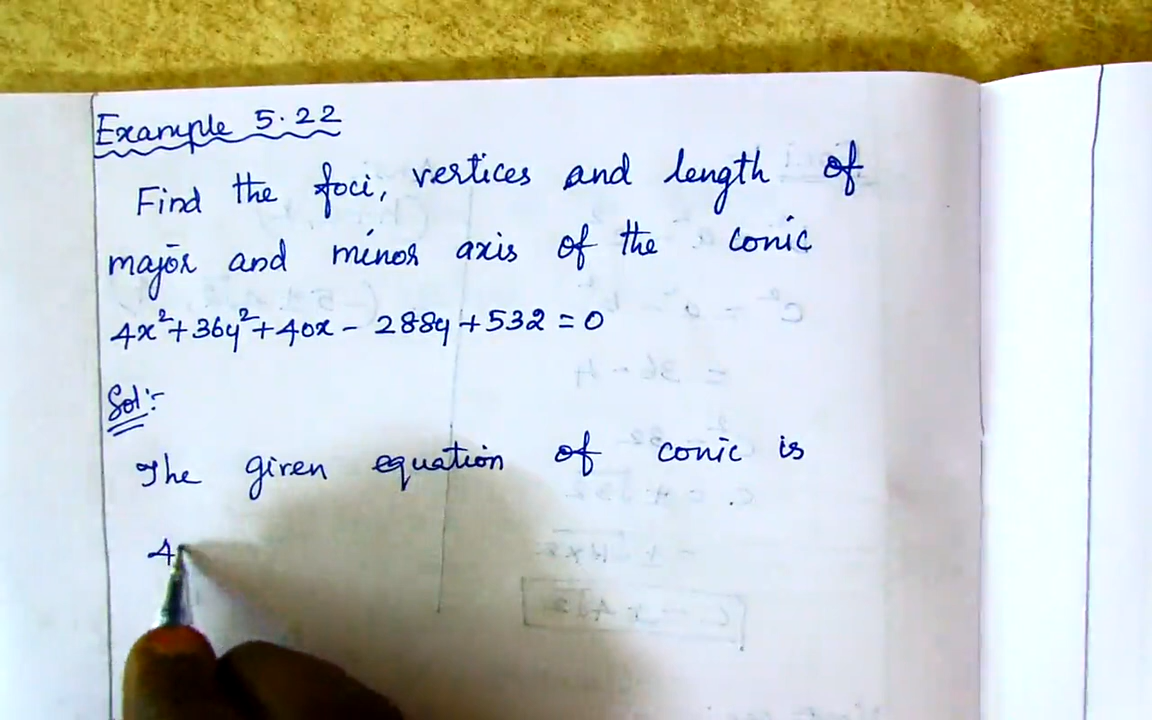 Example 5.22
Find the foci, vertices and length of
major and minor axis of the conic
4x²+36y²+40x - 288y +532 = 0
Sol:-
The given equation of conic is
4